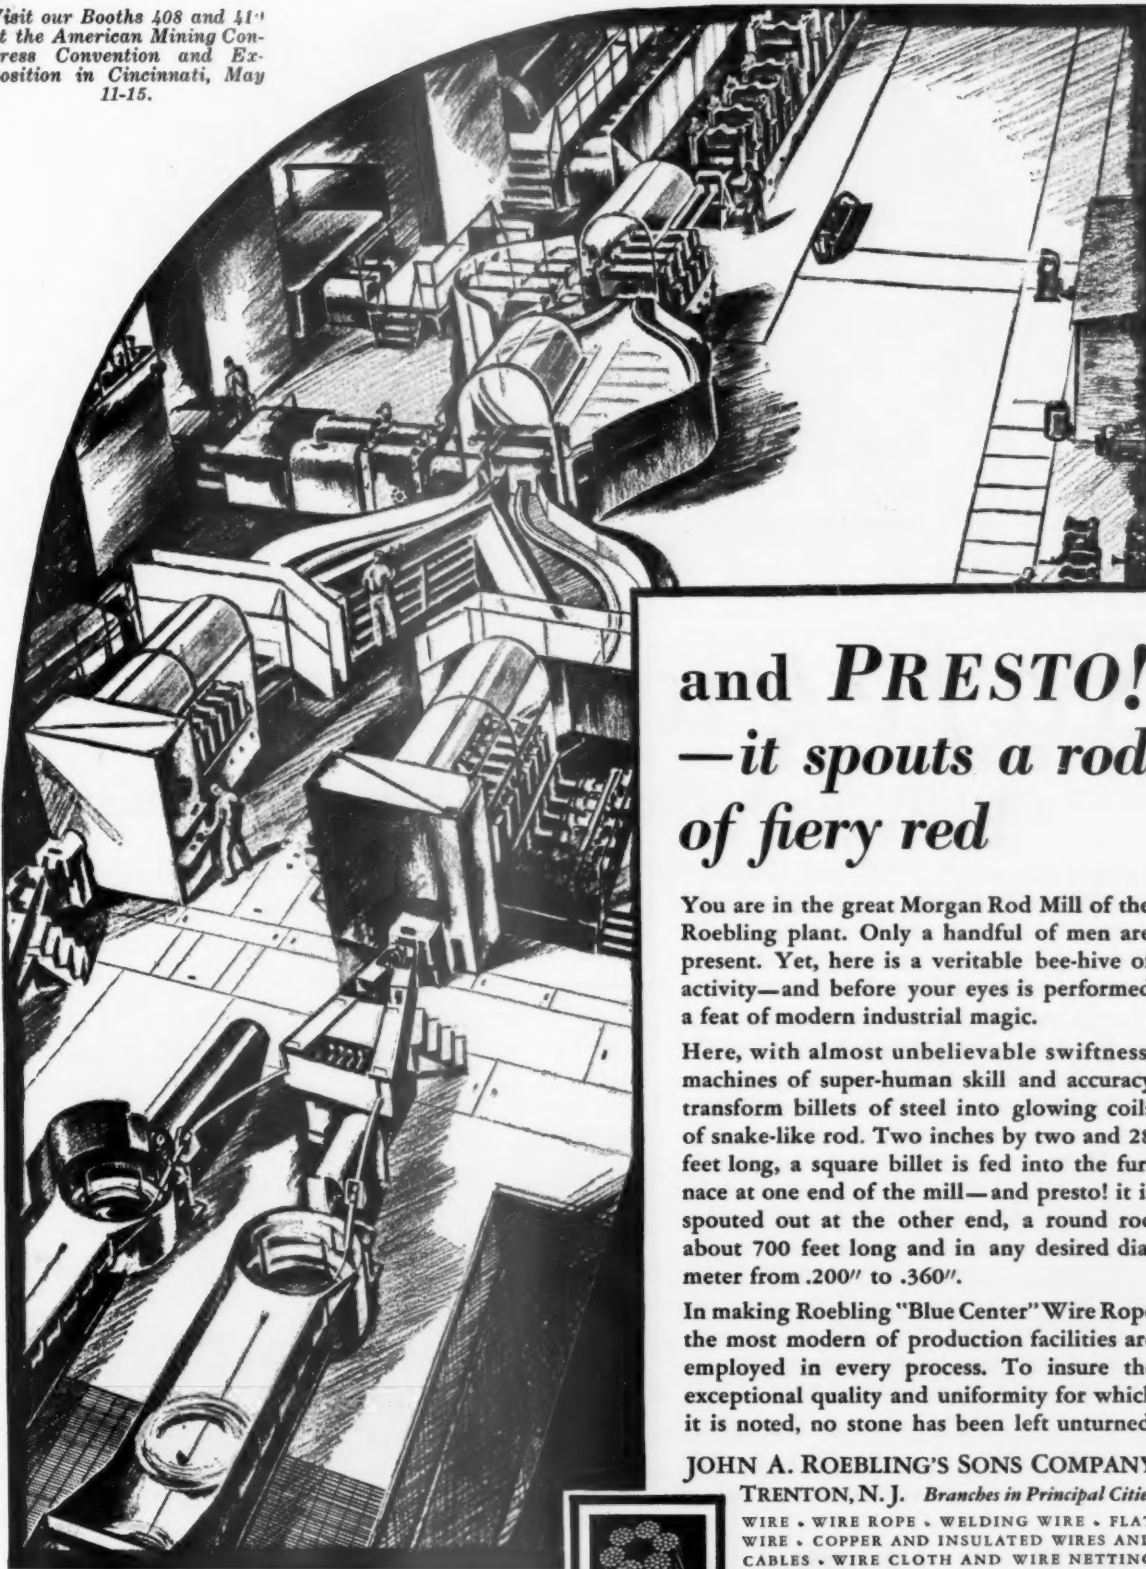 Visit our Booths 408 and 41
t the American Mining Con-
ress Convention and Ex-
osition in Cincinnati, May
11-15.
and PRESTO!
—it spouts a rod
of fiery red
You are in the great Morgan Rod Mill of the
Roebling plant. Only a handful of men are
present. Yet, here is a veritable bee-hive of
activity—and before your eyes is performed
a feat of modern industrial magic.
Here, with almost unbelievable swiftness
machines of super-human skill and accuracy
transform billets of steel into glowing coil
of snake-like rod. Two inches by two and 28
feet long, a square billet is fed into the fur
nace at one end of the mill—and presto! it i
spouted out at the other end, a round rod
about 700 feet long and in any desired dia
meter from .200″ to .360″.
In making Roebling "Blue Center" Wire Rope
the most modern of production facilities are
employed in every process. To insure the
exceptional quality and uniformity for which
it is noted, no stone has been left unturned
JOHN A. ROEBLING'S SONS COMPANY
TRENTON, N. J. Branches in Principal Citie
WIRE • WIRE ROPE • WELDING WIRE • FLAT
WIRE • COPPER AND INSULATED WIRES AND
CABLES • WIRE CLOTH AND WIRE NETTING